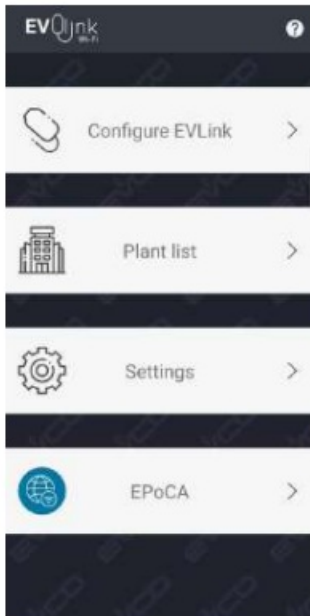 EVlink
Wi-Fi
?
Configure EVLink
Plant list
Settings
EPoCA